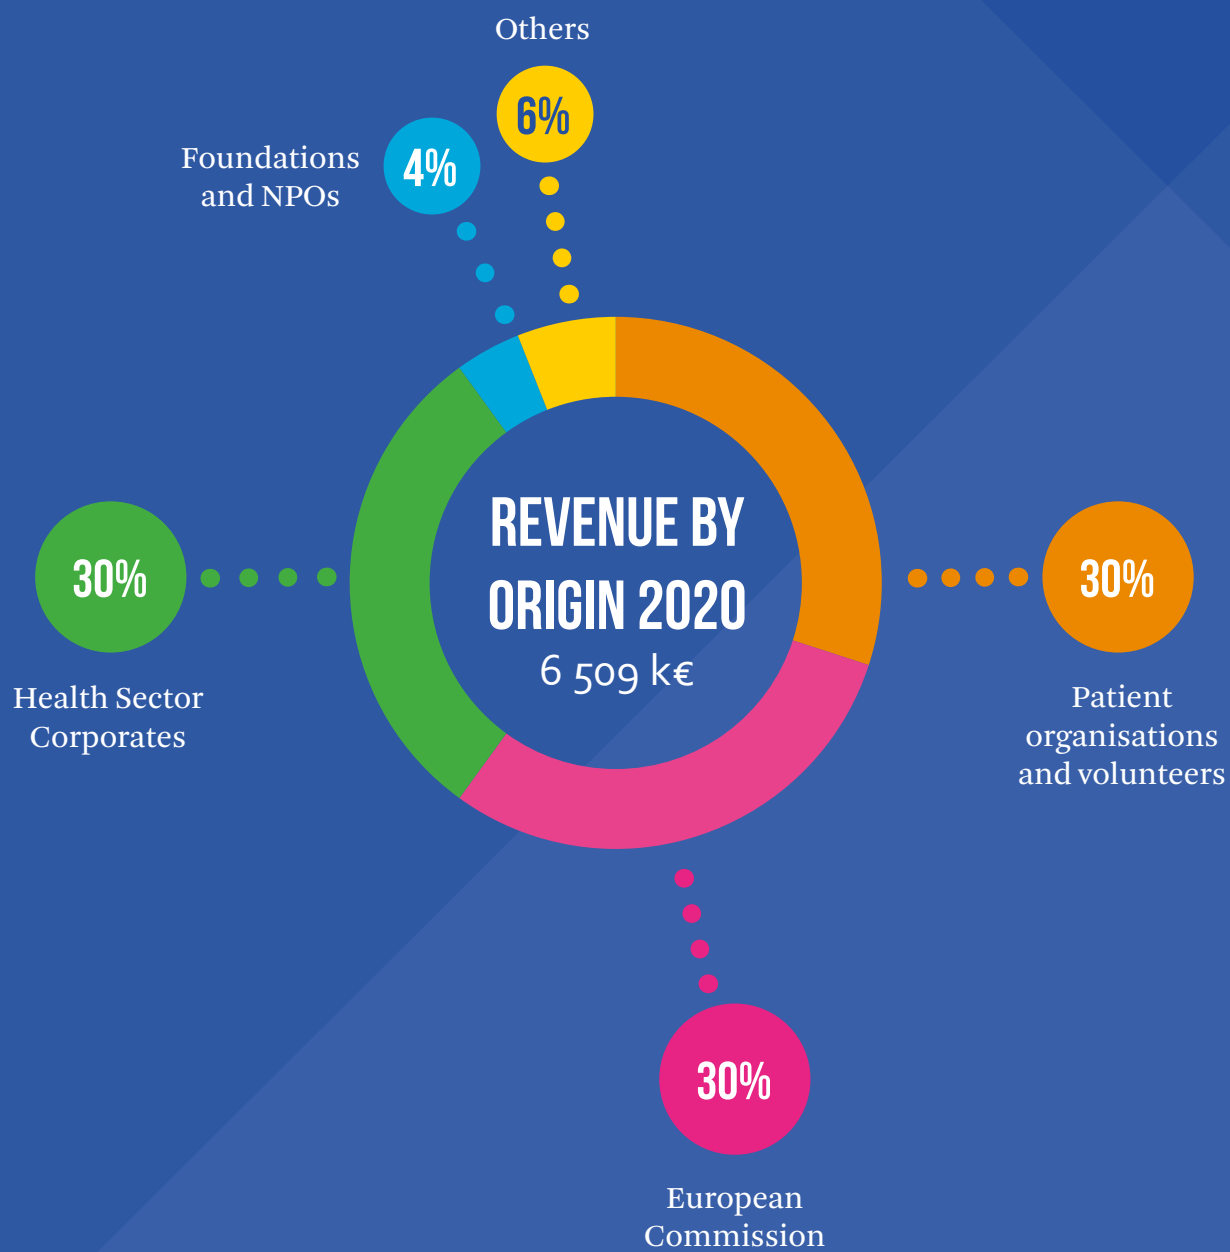 Others
6%
Foundations
and NPOs
4%
REVENUE BY
ORIGIN 2020
6 509 k€
30%
Health Sector
Corporates
30%
Patient
organisations
and volunteers
30%
European
Commission